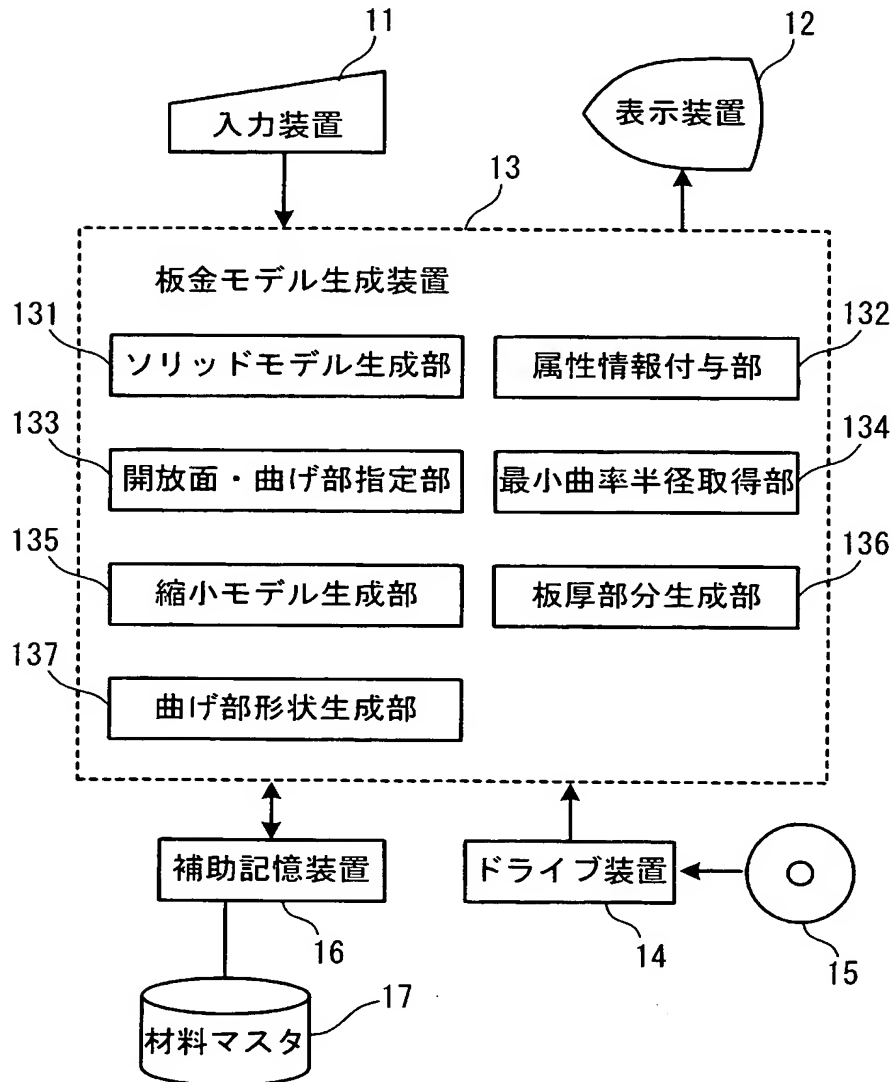 11
12
入力装置
表示装置
13
板金モデル生成装置
131
132
ソリッドモデル生成部
属性情報付与部
133
134
開放面・曲げ部指定部
最小曲率半径取得部
135
136
縮小モデル生成部
板厚部分生成部
137
曲げ部形状生成部
補助記憶装置
ドライブ装置
16
14
15
17
材料マスタ